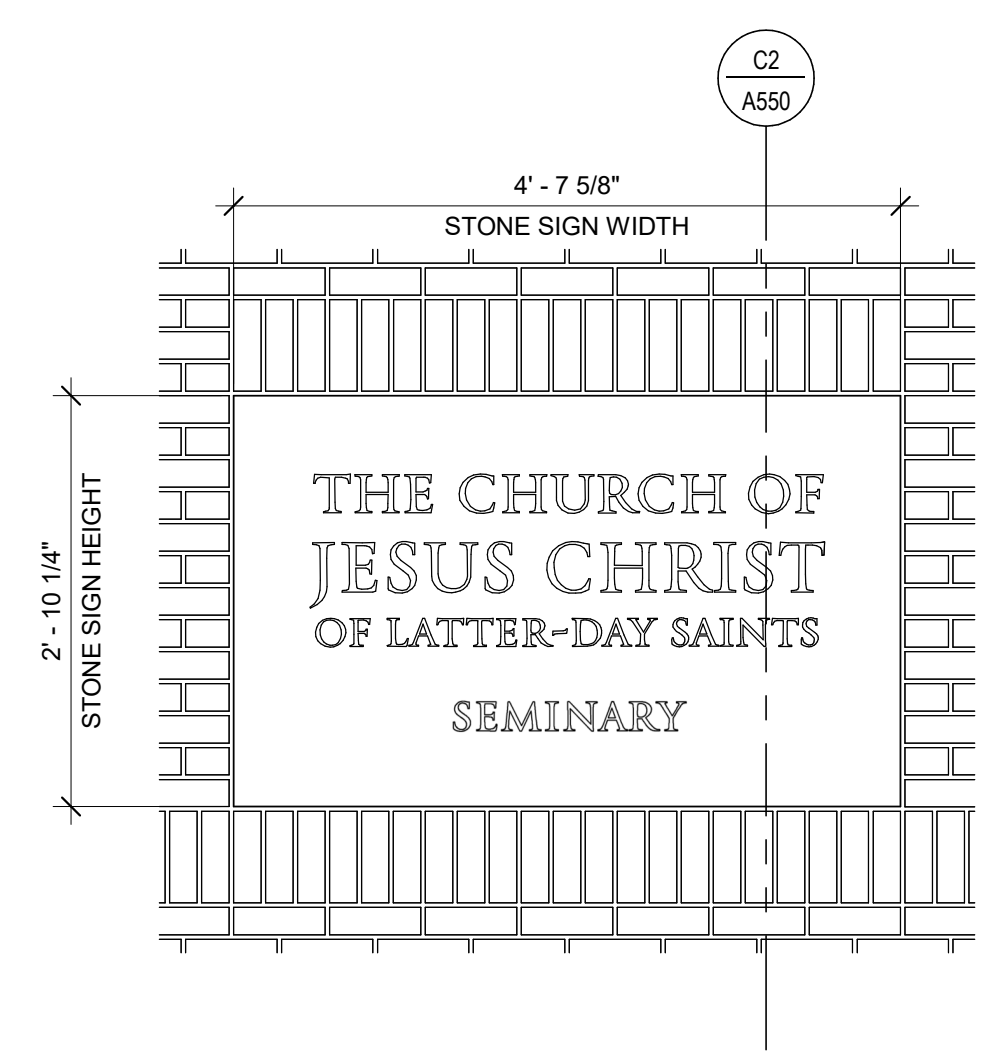 C2
A550
4' - 7 5/8"
STONE SIGN WIDTH
2' - 10 1/4"
STONE SIGN HEIGHT
THE CHURCH OF
JESUS CHRIST
OF LATTER-DAY SAINTS
SEMINARY